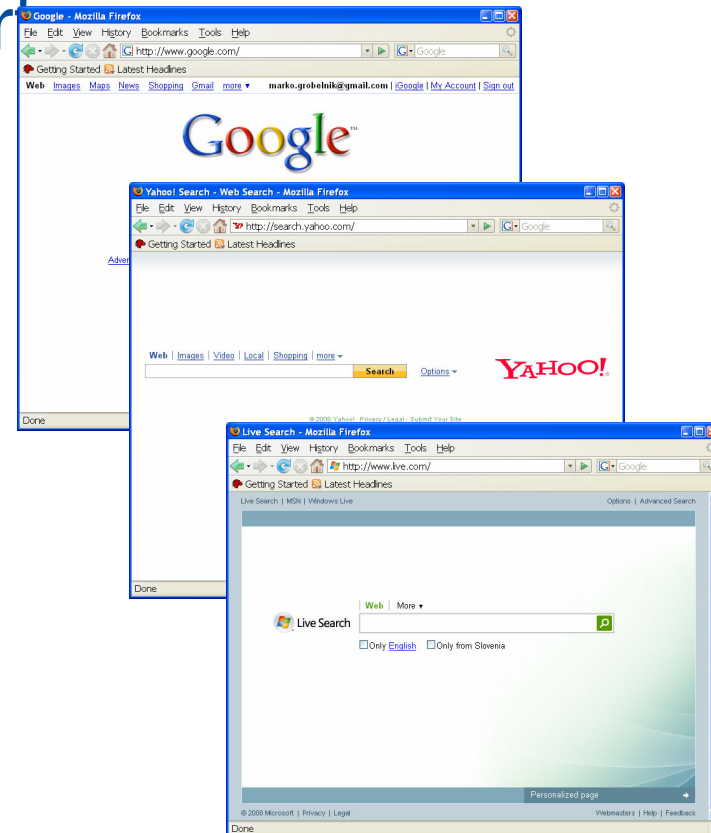 Google - Mozilla Firefox
File Edit View History Bookmarks Tools Help
G http://www.google.com/ G Google
Getting Started Latest Headlines
Web Images Maps News Shopping Gmail more ▼ marko.grobelnik@gmail.com | iGoogle | My Account | Sign out
Google™
Adver
Done
Yahoo! Search - Web Search - Mozilla Firefox
File Edit View History Bookmarks Tools Help
http://search.yahoo.com/ G Google
Getting Started Latest Headlines
Web | Images | Video | Local | Shopping | more
Search Options
YAHOO!
© 2008 Yahoo! Privacy / Legal - Submit Your Site
Done
Live Search - Mozilla Firefox
File Edit View History Bookmarks Tools Help
http://www.live.com/ G Google
Getting Started Latest Headlines
Live Search | MSN | Windows Live Options | Advanced Search
Web More ▾
Live Search
Only English Only from Slovenia
Personalized page
© 2008 Microsoft | Privacy | Legal Webmasters | Help | Feedback
Done